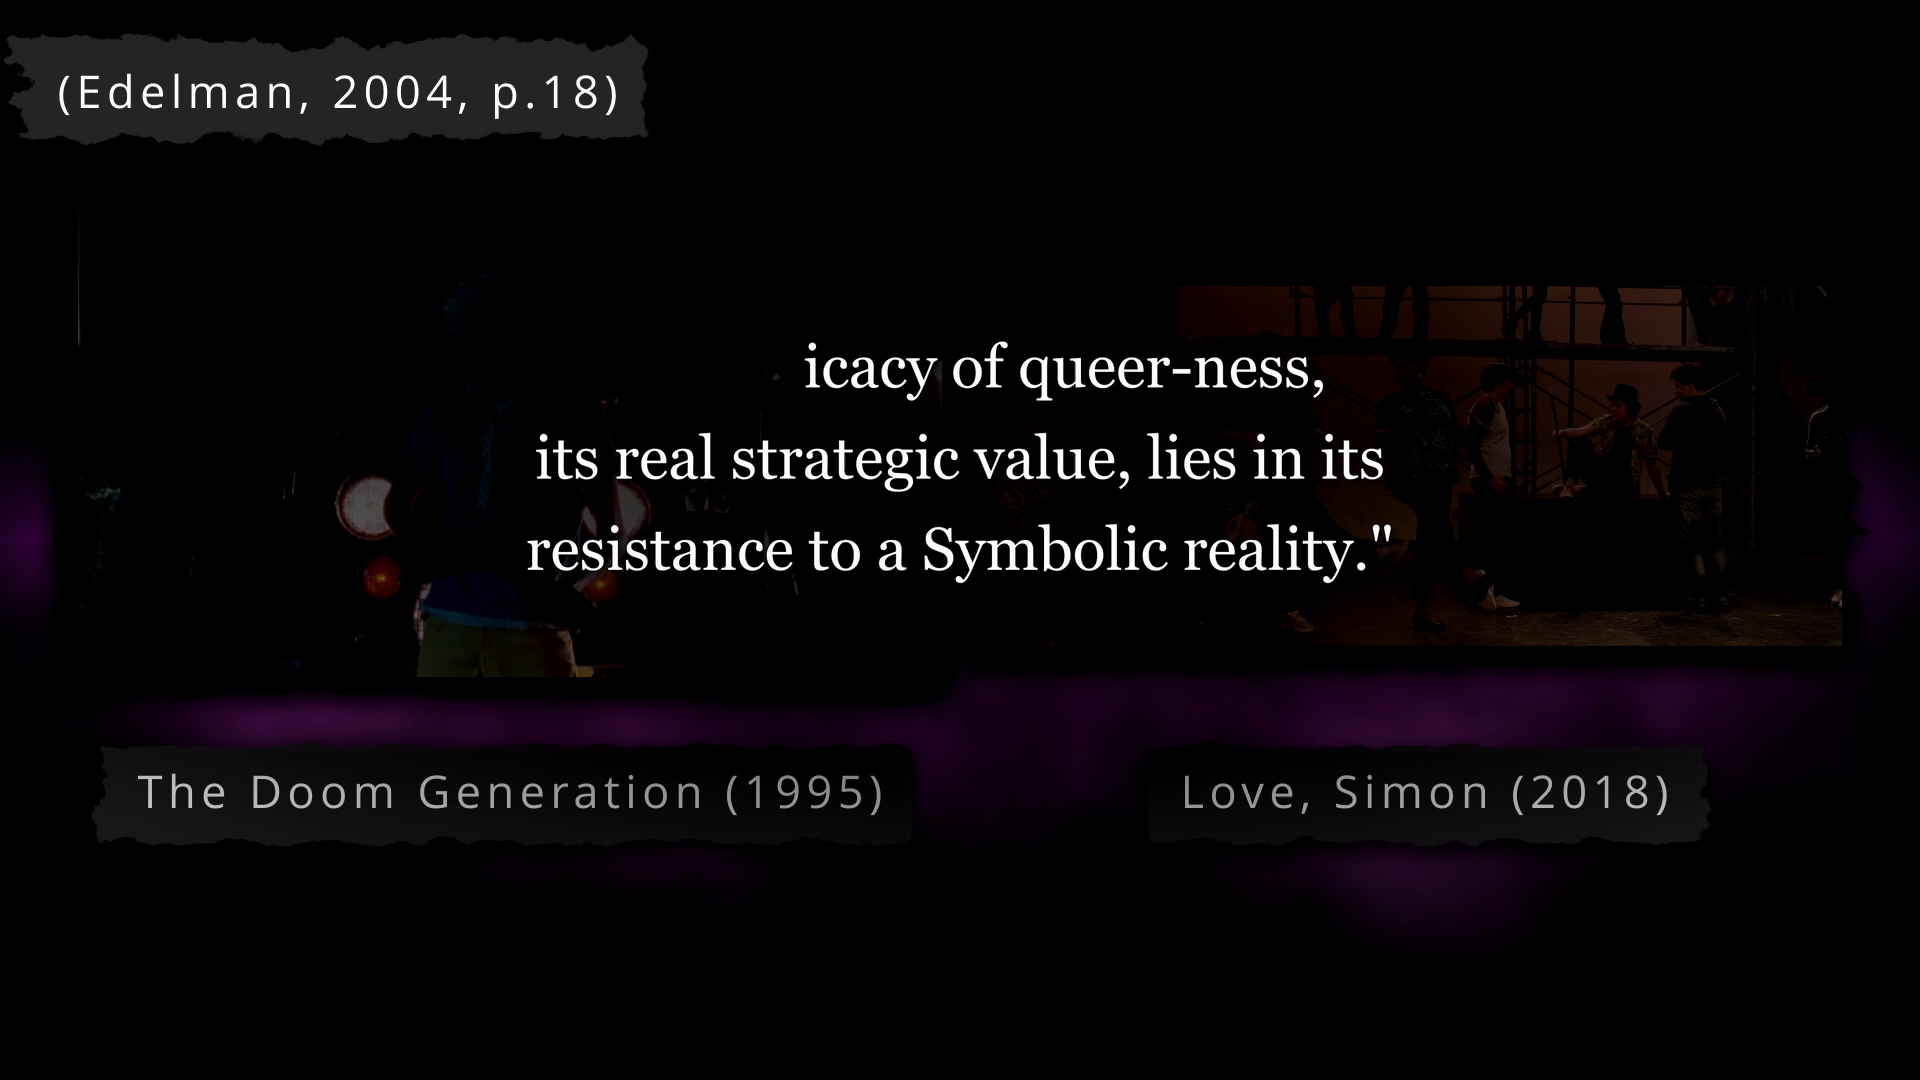 (Edelman, 2004, p.18)
icacy of queer-ness,
its real strategic value, lies in its
resistance to a Symbolic reality."
The Doom Generation (1995)
Love, Simon (2018)